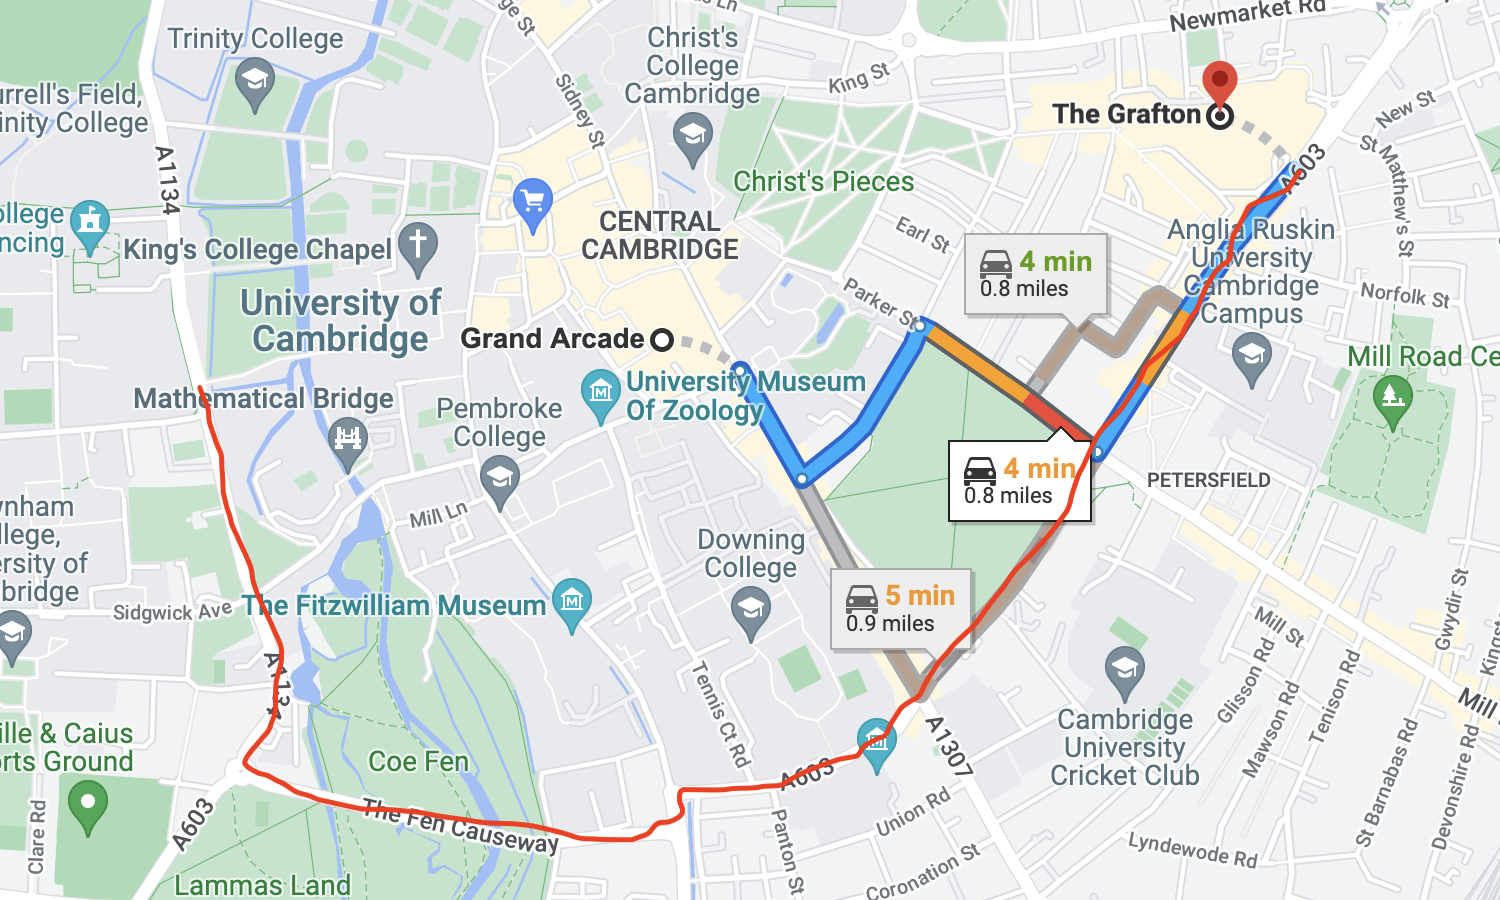 Newmarket Rd
Trinity College
Christ's
College
Cambridge
King St
Sidney St
The Grafton
New St
St Matthew's St
A1134
A603
Christ's Pieces
CENTRAL
CAMBRIDGE
King's College Chapel
Earl St
Anglia Ruskin
University
Cambridge
Campus
4 min
0.8 miles
University of
Cambridge
Parker St
Norfolk St
Grand Arcade
Mathematical Bridge
University Museum
Of Zoology
Mill Road Ce
Pembroke
College
4 min
0.8 miles
PETERSFIELD
Mill Ln
Downing
College
5 min
0.9 miles
Sidgwick Ave
The Fitzwilliam Museum
Gwydir St
Mill St
A1134
Tennis Ct Rd
Glisson Rd
Mawson Rd
Tenison Rd
Mill
Cambridge
University
Cricket Club
A1307
ille & Caius
orts Ground
Coe Fen
A603
St Barnabas Rd
Devonshire Rd
Clare Rd
A603
The Fen Causeway
Union Rd
Panton St
Coronation St
Lyndewode Rd
Lammas Land
urrell's Field,
inity College
ollege
ncing
nham
llege,
ersity of
bridge